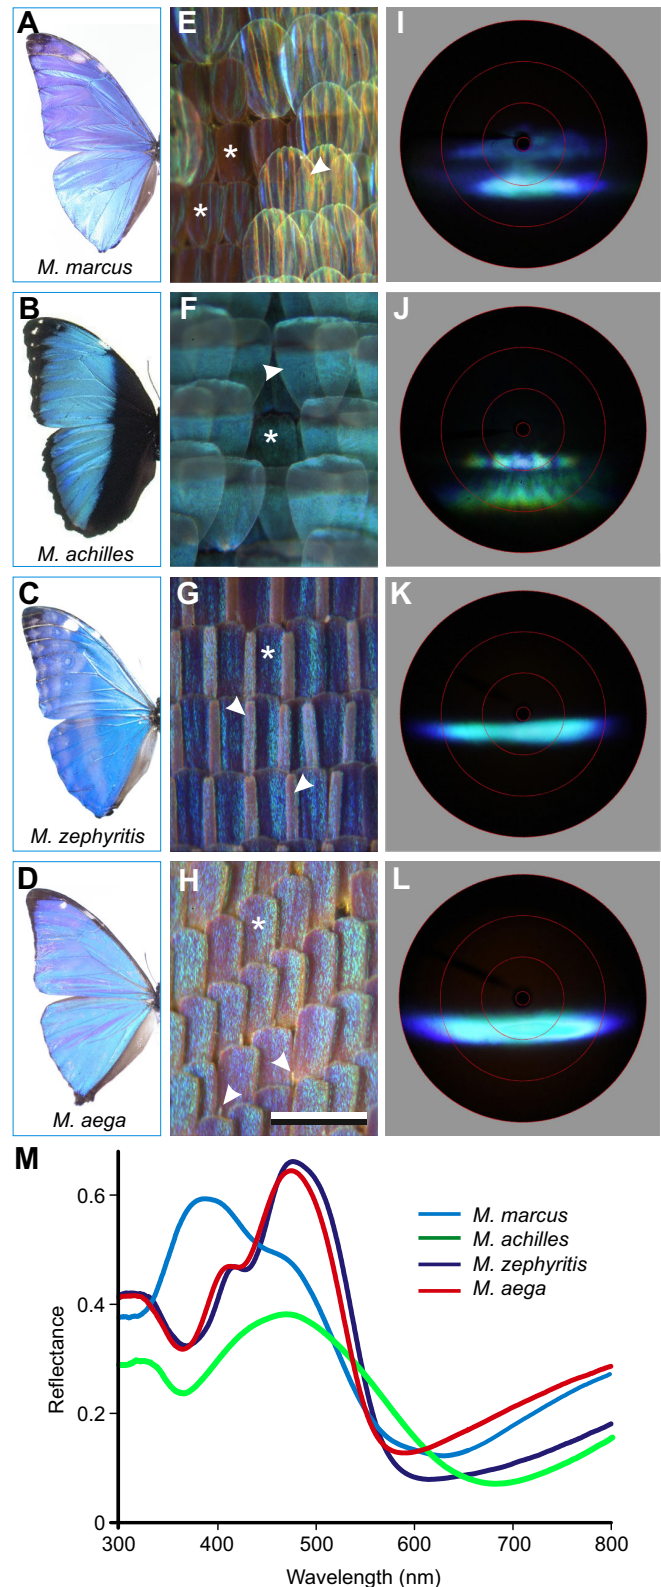 A
E
I
M. marcus
B
F
J
M. achilles
C
G
K
M. zephyritis
D
H
L
M. aega
M
0.6
0.4
0.2
0
Reflectance
M. marcus
M. achilles
M. zephyritis
M. aega
300
400
500
600
700
800
Wavelength (nm)